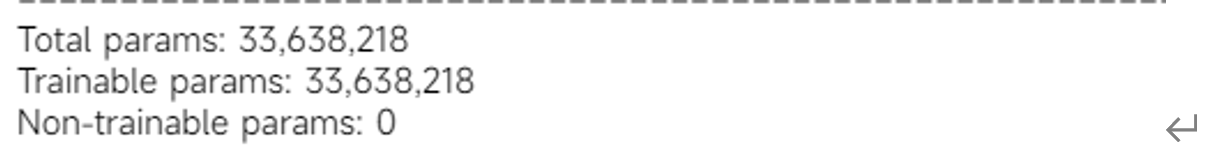 Total params: 33,638,218
Trainable params: 33,638,218
Non-trainable params: 0